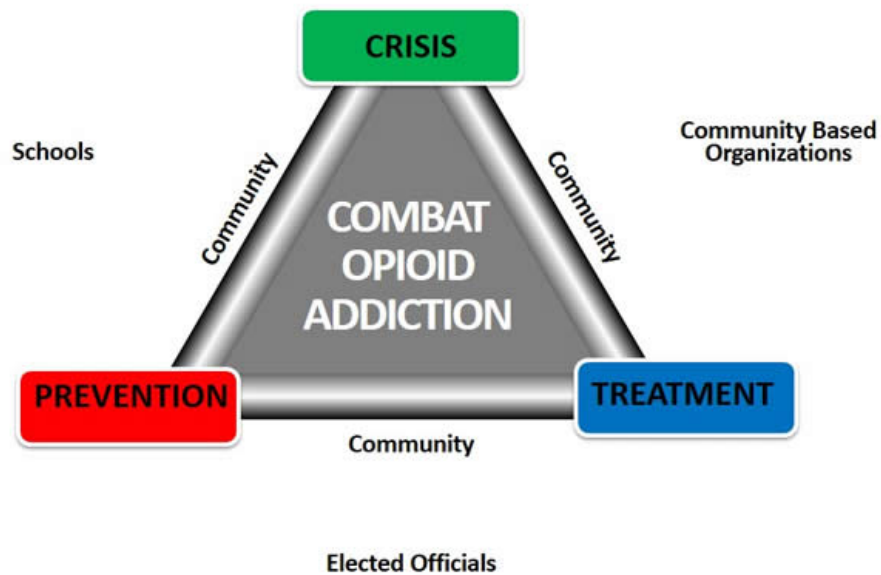 CRISIS
Schools
Community Based
Organizations
Community
Community
COMBAT
OPIOID
ADDICTION
PREVENTION
TREATMENT
Community
Elected Officials